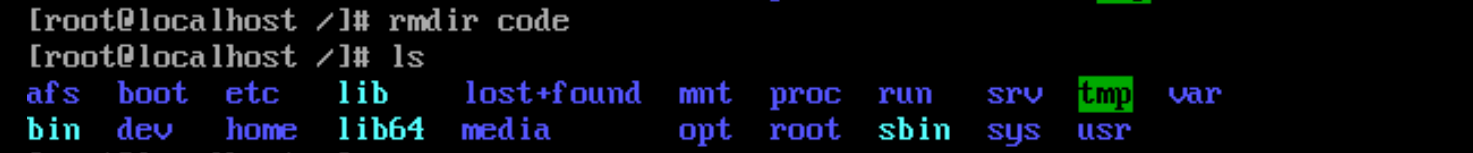 [root@localhost /]# rmdir code
[root@localhost /]# ls
afs  boot  etc   lib    lost+found  mnt  proc  run   srv  tmp  var
bin  dev   home  lib64  media       opt  root  sbin  sys  usr